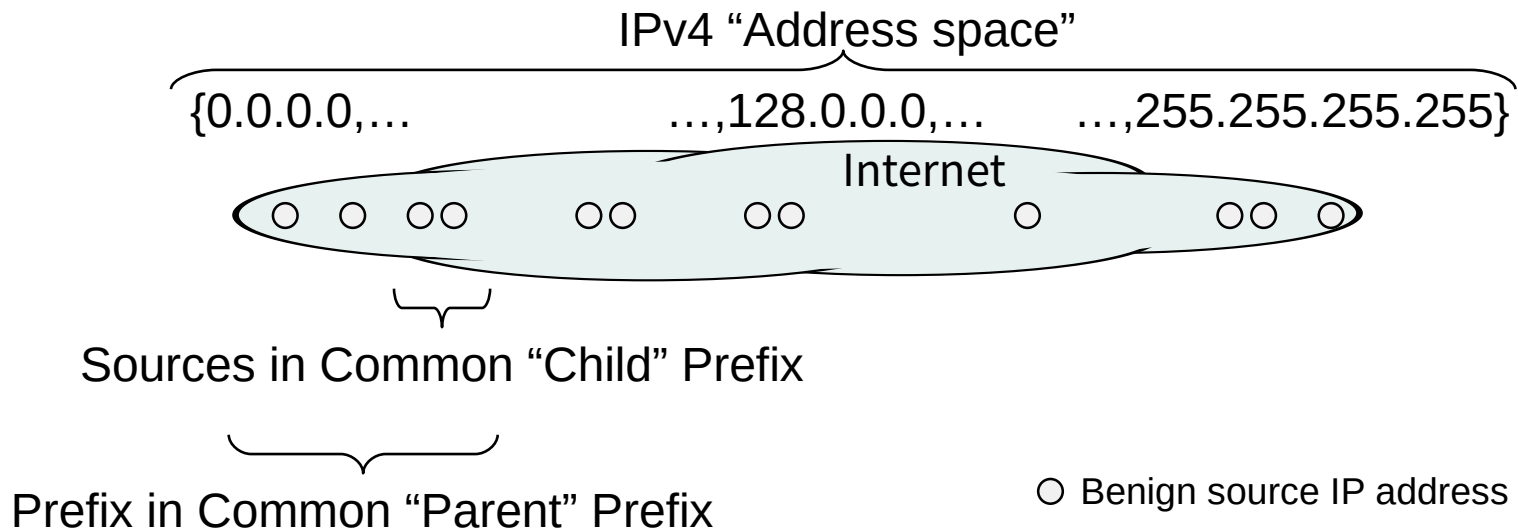 IPv4 “Address space”
{0.0.0.0,… …,128.0.0.0,… …,255.255.255.255}
Internet
Sources in Common “Child” Prefix
Prefix in Common “Parent” Prefix
Benign source IP address